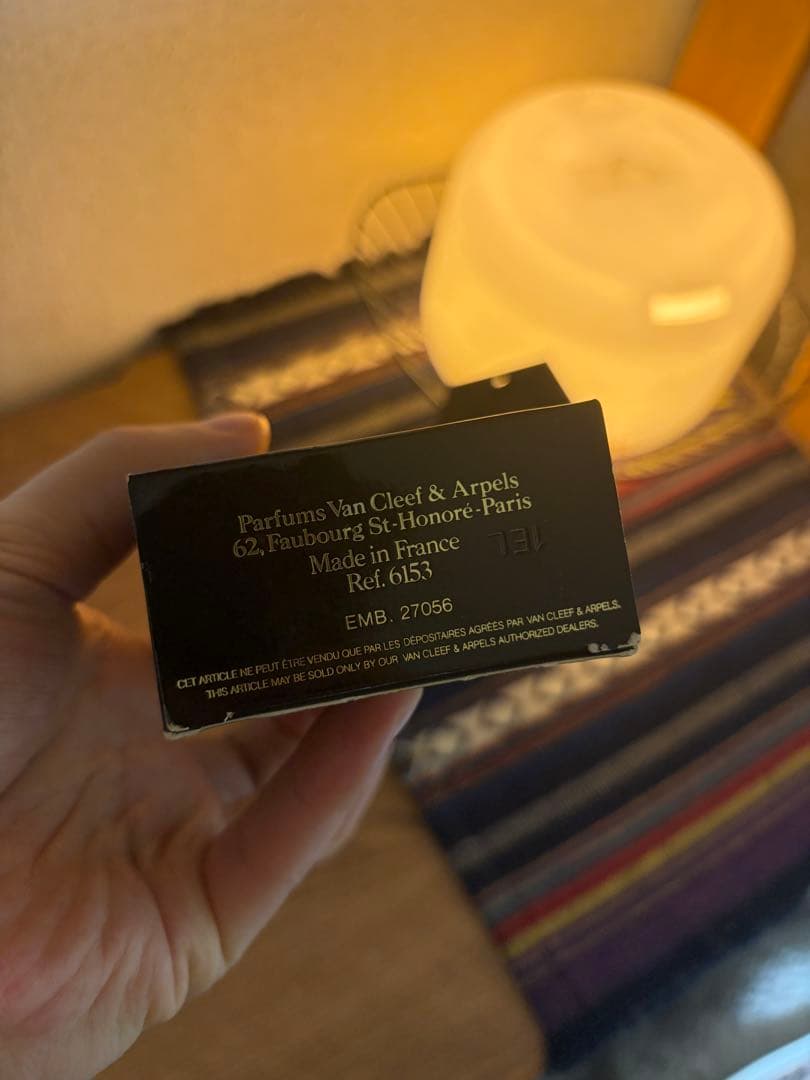 Parfums Van Cleef & Arpels
62, Faubourg St-Honoré-Paris
Made in France
Ref. 6153
EMB. 27056
CET ARTICLE NE PEUT ÊTRE VENDU QUE PAR LES DÉPOSITAIRES AGRÉÉS PAR VAN CLEEF & ARPELS.
THIS ARTICLE MAY BE SOLD ONLY BY OUR VAN CLEEF & ARPELS AUTHORIZED DEALERS.